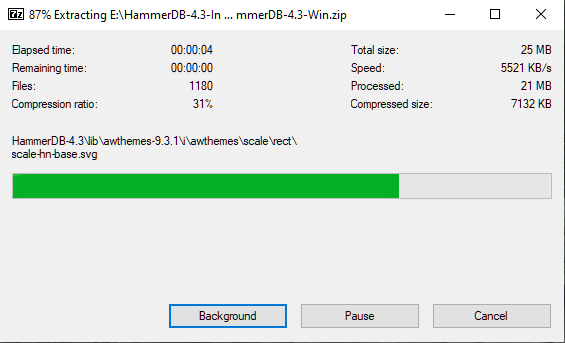 7z 87% Extracting E:\HammerDB-4.3-In ... mmerDB-4.3-Win.zip
Elapsed time: 00:00:04 Total size: 25 MB
Remaining time: 00:00:00 Speed: 5521 KB/s
Files: 1180 Processed: 21 MB
Compression ratio: 31% Compressed size: 7132 KB
HammerDB-4.3\lib\awthemes-9.3.1\i\awthemes\scale\rect\
scale-hn-base.svg
Background Pause Cancel